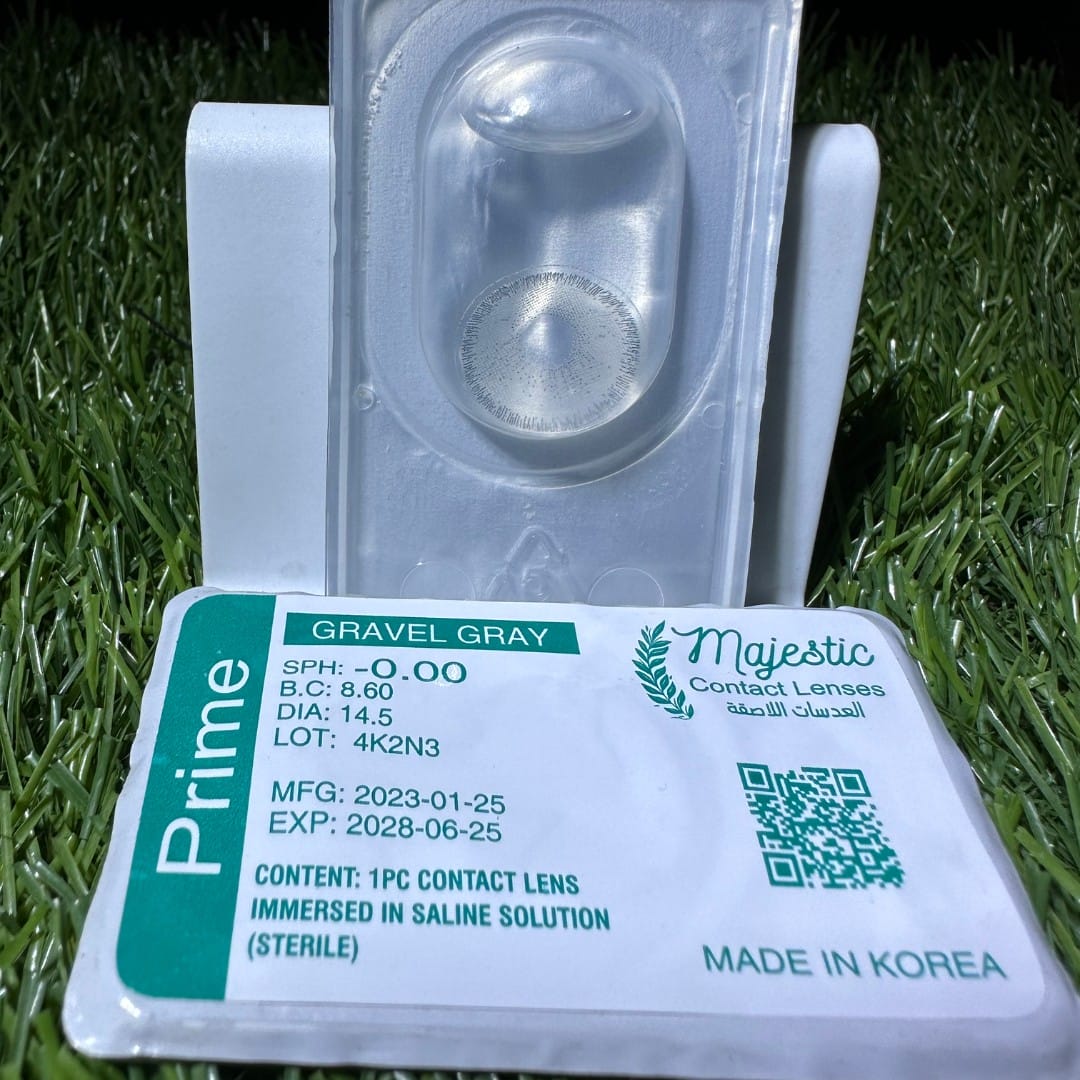 Prime
GRAVEL GRAY
SPH: -0.00
B.C: 8.60
DIA: 14.5
LOT: 4K2N3
MFG: 2023-01-25
EXP: 2028-06-25
CONTENT: 1PC CONTACT LENS
IMMERSED IN SALINE SOLUTION
(STERILE)
Majestic
Contact Lenses
العدسات اللاصقة
MADE IN KOREA